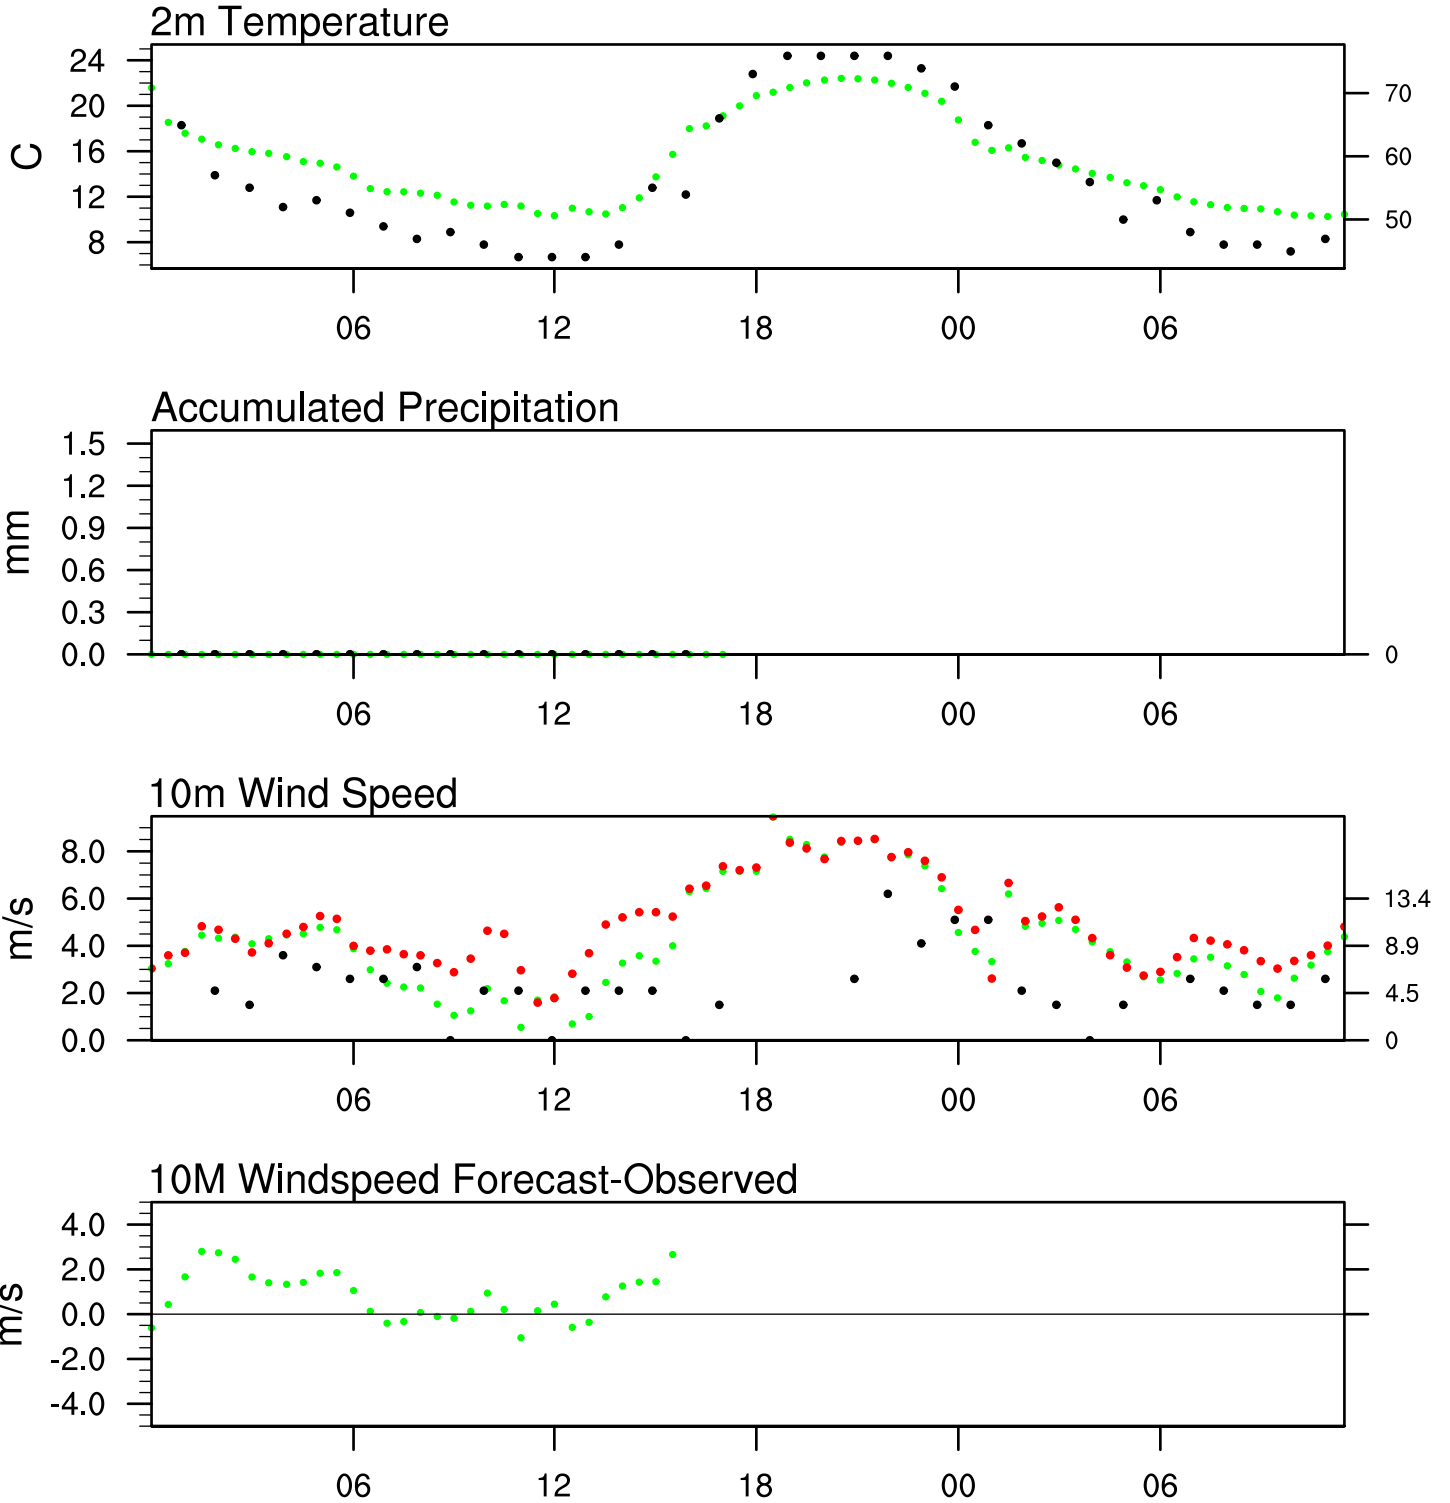 2m Temperature
24
20
16
12
8
C
70
60
50
06 12 18 00 06
Accumulated Precipitation
1.5
1.2
0.9
0.6
0.3
0.0
mm
0
06 12 18 00 06
10m Wind Speed
8.0
6.0
4.0
2.0
0.0
m/s
13.4
8.9
4.5
0
06 12 18 00 06
10M Windspeed Forecast-Observed
4.0
2.0
0.0
-2.0
-4.0
m/s
06 12 18 00 06